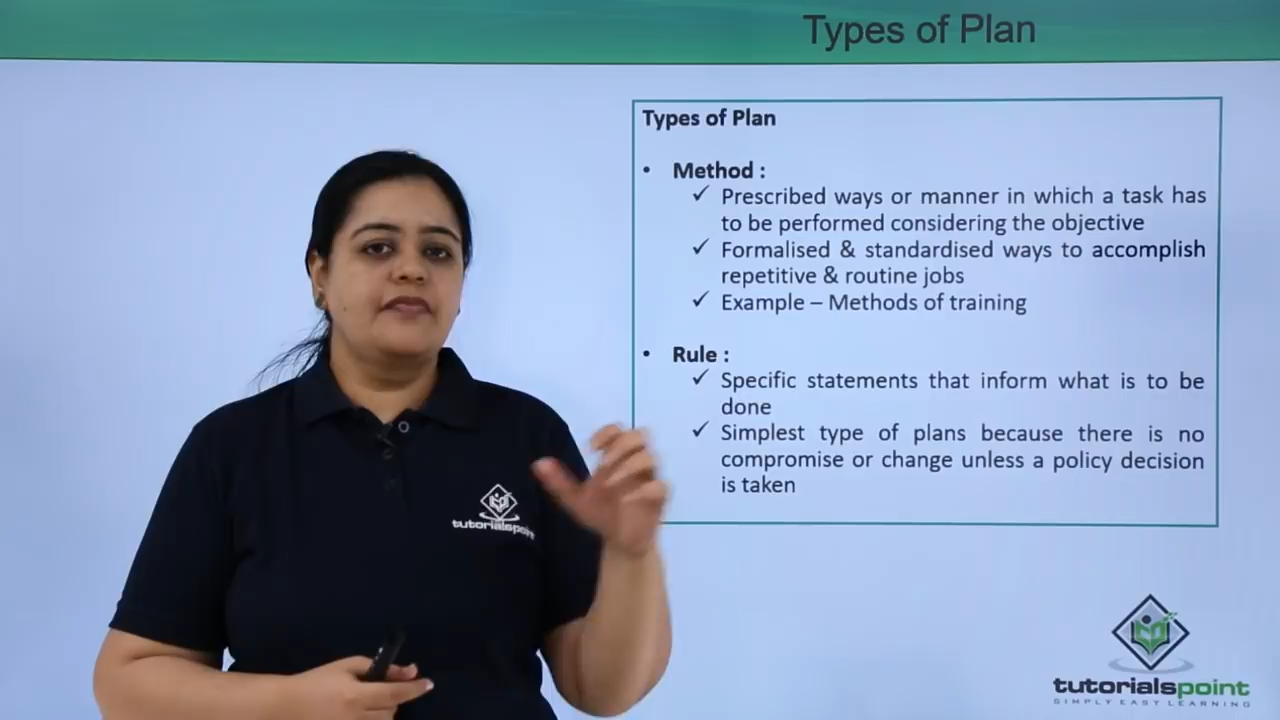 Types of Plan
Types of Plan
• Method :
✓ Prescribed ways or manner in which a task has
to be performed considering the objective
✓ Formalised & standardised ways to accomplish
repetitive & routine jobs
✓ Example – Methods of training
• Rule :
✓ Specific statements that inform what is to be
done
✓ Simplest type of plans because there is no
compromise or change unless a policy decision
is taken
tutorialspoint
tutorialspoint
SIMPLY EASY LEARNING